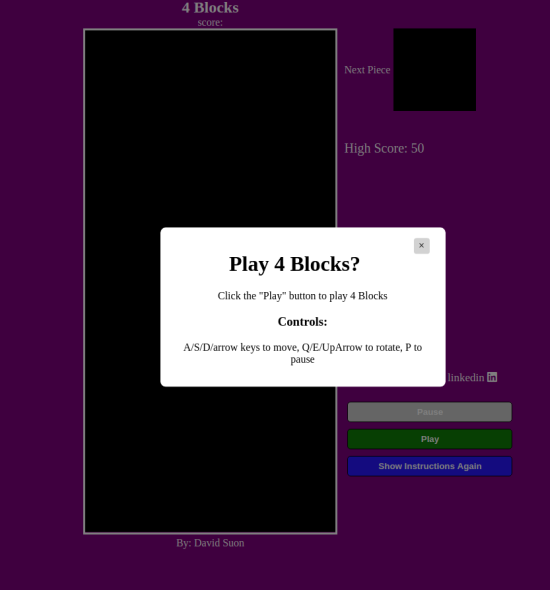 4 Blocks
score:
Next Piece
High Score: 50
×
Play 4 Blocks?
Click the "Play" button to play 4 Blocks
Controls:
A/S/D/arrow keys to move, Q/E/UpArrow to rotate, P to
pause
linkedin
Pause
Play
Show Instructions Again
By: David Suon